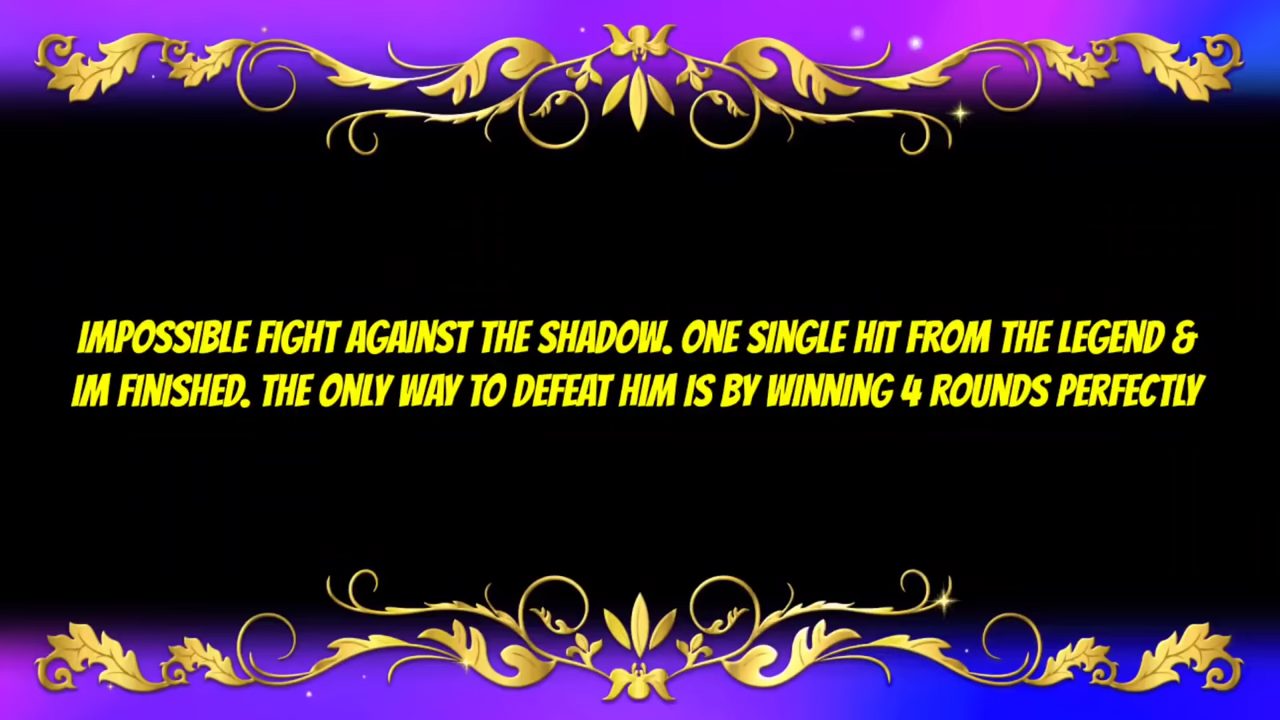 IMPOSSIBLE FIGHT AGAINST THE SHADOW. ONE SINGLE HIT FROM THE LEGEND &
IM FINISHED. THE ONLY WAY TO DEFEAT HIM IS BY WINNING 4 ROUNDS PERFECTLY